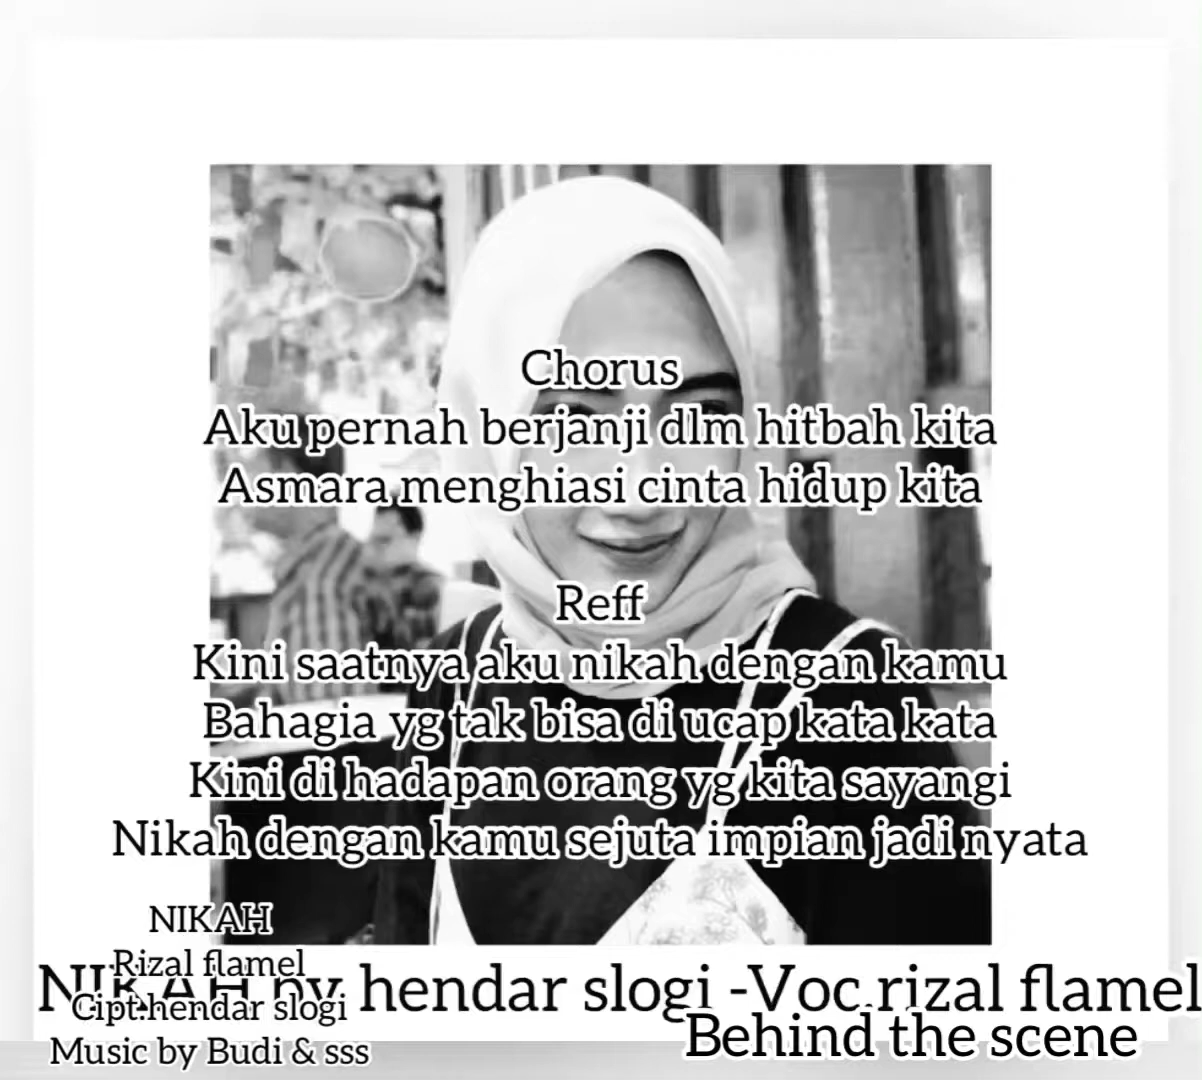 Chorus
Aku pernah berjanji dlm hitbah kita
Asmara menghiasi cinta hidup kita
Reff
Kini saatnya aku nikah dengan kamu
Bahagia yg tak bisa di ucap kata kata
Kini di hadapan orang yg kita sayangi
Nikah dengan kamu sejuta impian jadi nyata
NIKAH
Rizal flamel
Cipt:hendar slogi
Music by Budi & sss
NIKAH by hendar slogi -Voc.rizal flamel
Behind the scene